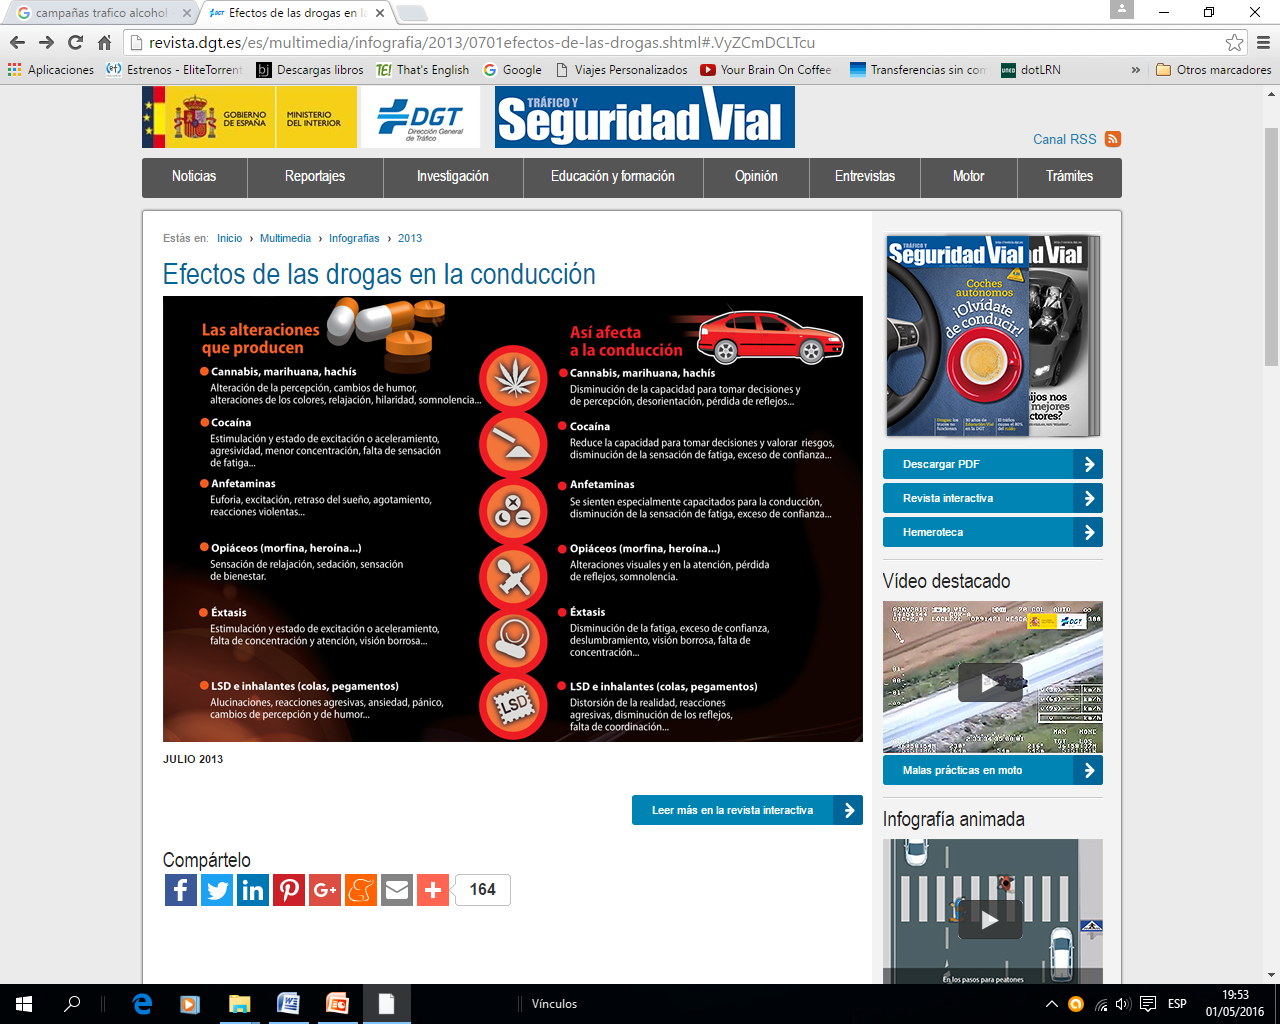 campañas trafico alcohol
Efectos de las drogas en la
revista.dgt.es/es/multimedia/infografia/2013/0701efectos-de-las-drogas.shtml#.VyZCmDCLTcu
Aplicaciones
Estrenos - EliteTorrent
Descargas libros
That's English
Google
Viajes Personalizados
Your Brain On Coffee
Transferencias sin com
dotLRN
»
Otros marcadores
GOBIERNO
DE ESPAÑA
MINISTERIO
DEL INTERIOR
DGT
Dirección General
de Tráfico
TRÁFICO Y
Seguridad Vial
Canal RSS
Noticias
Reportajes
Investigación
Educación y formación
Opinión
Entrevistas
Motor
Trámites
Estás en: Inicio › Multimedia › Infografías › 2013
Efectos de las drogas en la conducción
Las alteraciones
que producen
Cannabis, marihuana, hachís
Alteración de la percepción, cambios de humor,
alteraciones de los colores, relajación, hilaridad, somnolencia...
Cocaína
Estimulación y estado de excitación o aceleramiento,
agresividad, menor concentración, falta de sensación
de fatiga...
Anfetaminas
Euforia, excitación, retraso del sueño, agotamiento,
reacciones violentas...
Opiáceos (morfina, heroína...)
Sensación de relajación, sedación, sensación
de bienestar.
Éxtasis
Estimulación y estado de excitación o aceleramiento,
falta de concentración y atención, visión borrosa...
LSD e inhalantes (colas, pegamentos)
Alucinaciones, reacciones agresivas, ansiedad, pánico,
cambios de percepción y de humor...
LSD
Así afecta
a la conducción
Cannabis, marihuana, hachís
Disminución de la capacidad para tomar decisiones y
de percepción, desorientación, pérdida de reflejos...
Cocaína
Reduce la capacidad para tomar decisiones y valorar riesgos,
disminución de la sensación de fatiga, exceso de confianza...
Anfetaminas
Se sienten especialmente capacitados para la conducción,
disminución de la sensación de fatiga, exceso de confianza...
Opiáceos (morfina, heroína...)
Alteraciones visuales y en la atención, pérdida
de reflejos, somnolencia.
Éxtasis
Disminución de la fatiga, exceso de confianza,
deslumbramiento, visión borrosa, falta de
concentración...
LSD e inhalantes (colas, pegamentos)
Distorsión de la realidad, reacciones
agresivas, disminución de los reflejos,
falta de coordinación...
JULIO 2013
Leer más en la revista interactiva
Compártelo
164
TRÁFICO Y
Seguridad Vial
Vial
Coches
autónomos
¡Olvídate
de conducir!
Descargar PDF
Revista interactiva
Hemeroteca
Vídeo destacado
DGT
Malas prácticas en moto
Infografía animada
En los pasos para peatones
Vínculos
ESP
19:53
01/05/2016